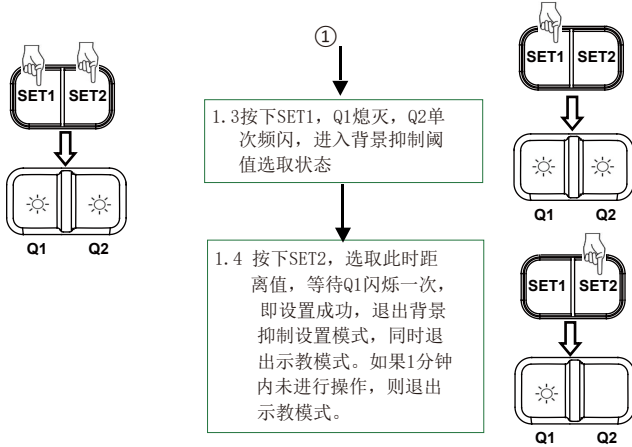 SET1 SET2
Q1 Q2
①
1.3按下SET1，Q1熄灭，Q2单
次频闪，进入背景抑制阈
值选取状态
1.4 按下SET2，选取此时距
离值，等待Q1闪烁一次，
即设置成功，退出背景
抑制设置模式，同时退
出示教模式。如果1分钟
内未进行操作，则退出
示教模式。
SET1 SET2
Q1 Q2
SET1 SET2
Q1 Q2